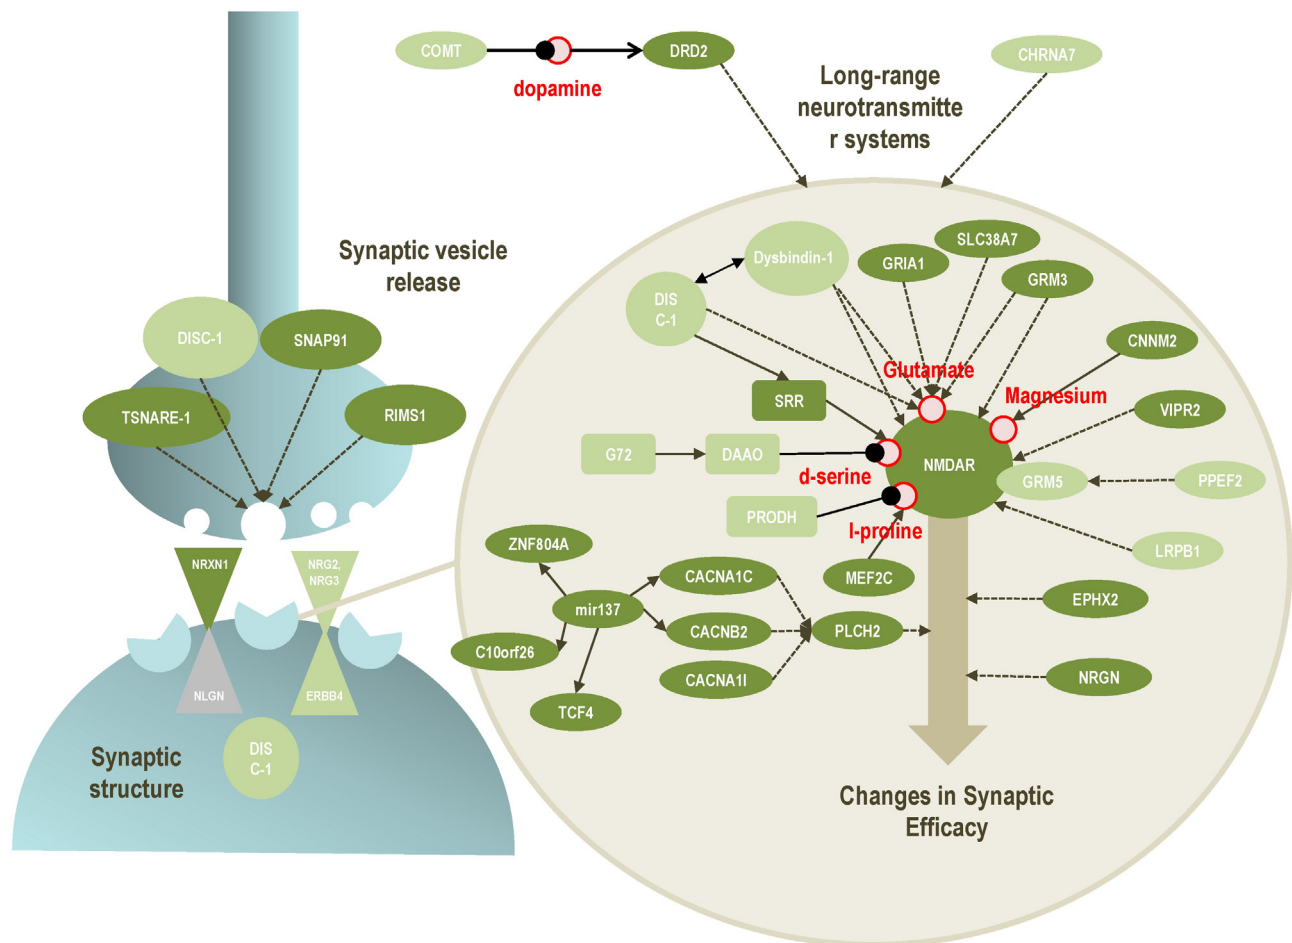 COMT
dopamine
DRD2
CHRNA7
Long-range
neurotransmitte
r systems
Synaptic vesicle
release
DISC-1
SNAP91
TSNARE-1
RIMS1
Dysbindin-1
DIS
C-1
GRIA1
SLC38A7
GRM3
CNNM2
Glutamate
Magnesium
SRR
VIPR2
G72
DAAO
d-serine
NMDAR
GRM5
PPEF2
PRODH
l-proline
LRPB1
MEF2C
ZNF804A
mir137
C10orf26
TCF4
CACNA1C
CACNB2
CACNA1I
PLCH2
EPHX2
NRGN
NRXN1
NRG2,
NRG3
NLGN
ERBB4
DIS
C-1
Synaptic
structure
Changes in Synaptic
Efficacy